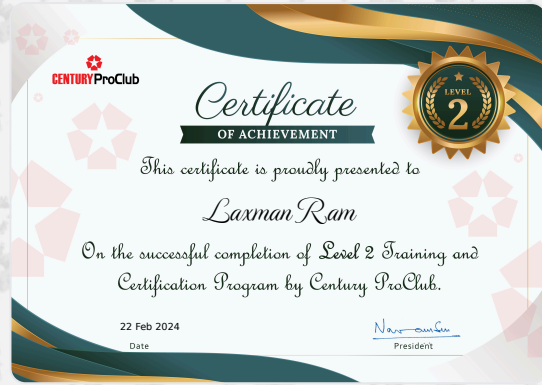 CENTURY ProClub
LEVEL
2
Certificate
OF ACHIEVEMENT
This certificate is proudly presented to
Laxman Ram
On the successful completion of Level 2 Training and
Certification Program by Century ProClub.
22 Feb 2024
Date
President